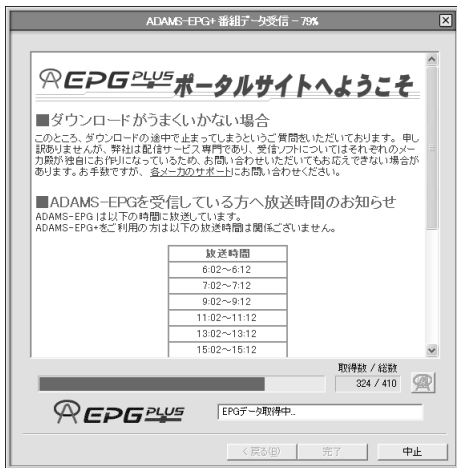 ADAMS-EPG+ 番組データ受信 - 79%
EPG PLUS ポータルサイトへようこそ
■ダウンロードがうまくいかない場合
このところ、ダウンロードの途中で止まってしまうというご質問をいただいております。申し
訳ありませんが、弊社は配信サービス専門であり、受信ソフトについてはそれぞれのメー
カ殿が独自にお作りになっているため、お問い合わせいただいてもお応えできない場合が
あります。お手数ですが、各メーカのサポートにお問い合わせください。
■ADAMS-EPGを受信している方へ放送時間のお知らせ
ADAMS-EPG は以下の時間に放送しています。
ADAMS-EPG+をご利用の方は以下の放送時間は関係ございません。
放送時間
6:02～6:12
7:02～7:12
9:02～9:12
11:02～11:12
13:02～13:12
15:02～15:12
取得数 / 総数
324 / 410
EPG PLUS
EPGデータ取得中..
< 戻る(B)
完了
中止